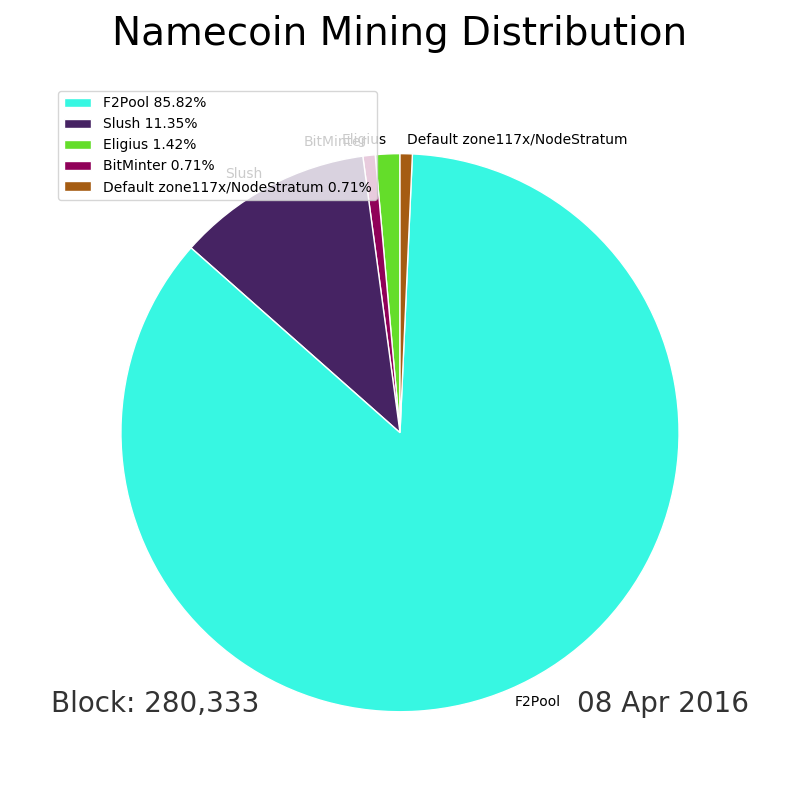 Namecoin Mining Distribution
F2Pool 85.82%
Slush 11.35%
Eligius 1.42%
BitMinter 0.71%
Default zone117x/NodeStratum 0.71%
BitMinter
Eligius
Default zone117x/NodeStratum
Slush
F2Pool
Block: 280,333
08 Apr 2016